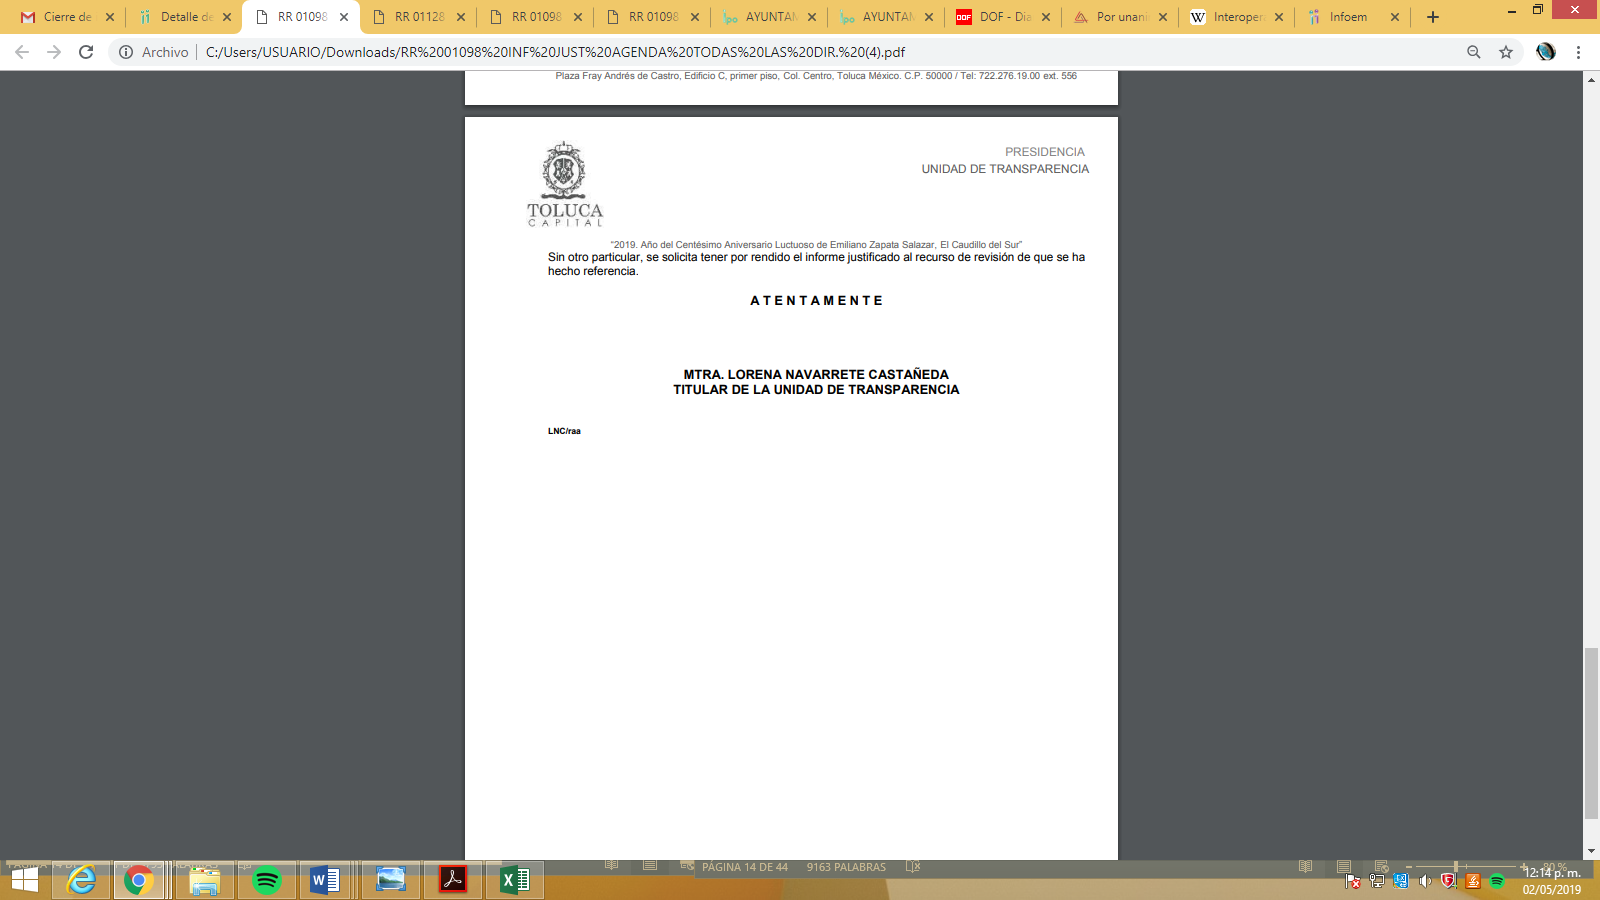 Cierre de
Detalle de
RR 01098
RR 01128
RR 01098
RR 01098
AYUNTAM
AYUNTAM
DOF - Dia
Por unani
Interoper
Infoem
Archivo
C:/Users/USUARIO/Downloads/RR%2001098%20INF%20JUST%20AGENDA%20TODAS%20LAS%20DIR.%20(4).pdf
Plaza Fray Andrés de Castro, Edificio C, primer piso, Col. Centro, Toluca México. C.P. 50000 / Tel: 722.276.19.00 ext. 556
TOLUCA
CAPITAL
PRESIDENCIA
UNIDAD DE TRANSPARENCIA
“2019. Año del Centésimo Aniversario Luctuoso de Emiliano Zapata Salazar, El Caudillo del Sur”
Sin otro particular, se solicita tener por rendido el informe justificado al recurso de revisión de que se ha
hecho referencia.
A T E N T A M E N T E
MTRA. LORENA NAVARRETE CASTAÑEDA
TITULAR DE LA UNIDAD DE TRANSPARENCIA
LNC/raa
PÁGINA 14 DE 44 9163 PALABRAS
80 %
12:14 p. m.
02/05/2019